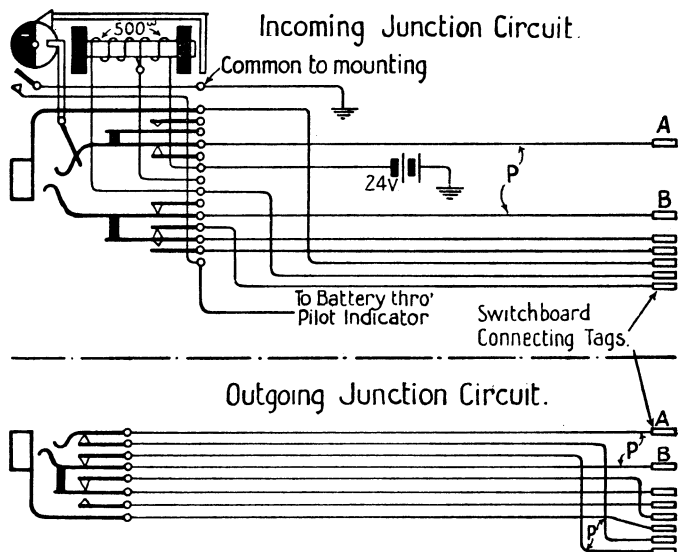 Incoming Junction Circuit.
500ω
Common to mounting
A
24V
P
B
To Battery thro'
Pilot Indicator
Switchboard
Connecting Tags.
Outgoing Junction Circuit.
A
P
B
P